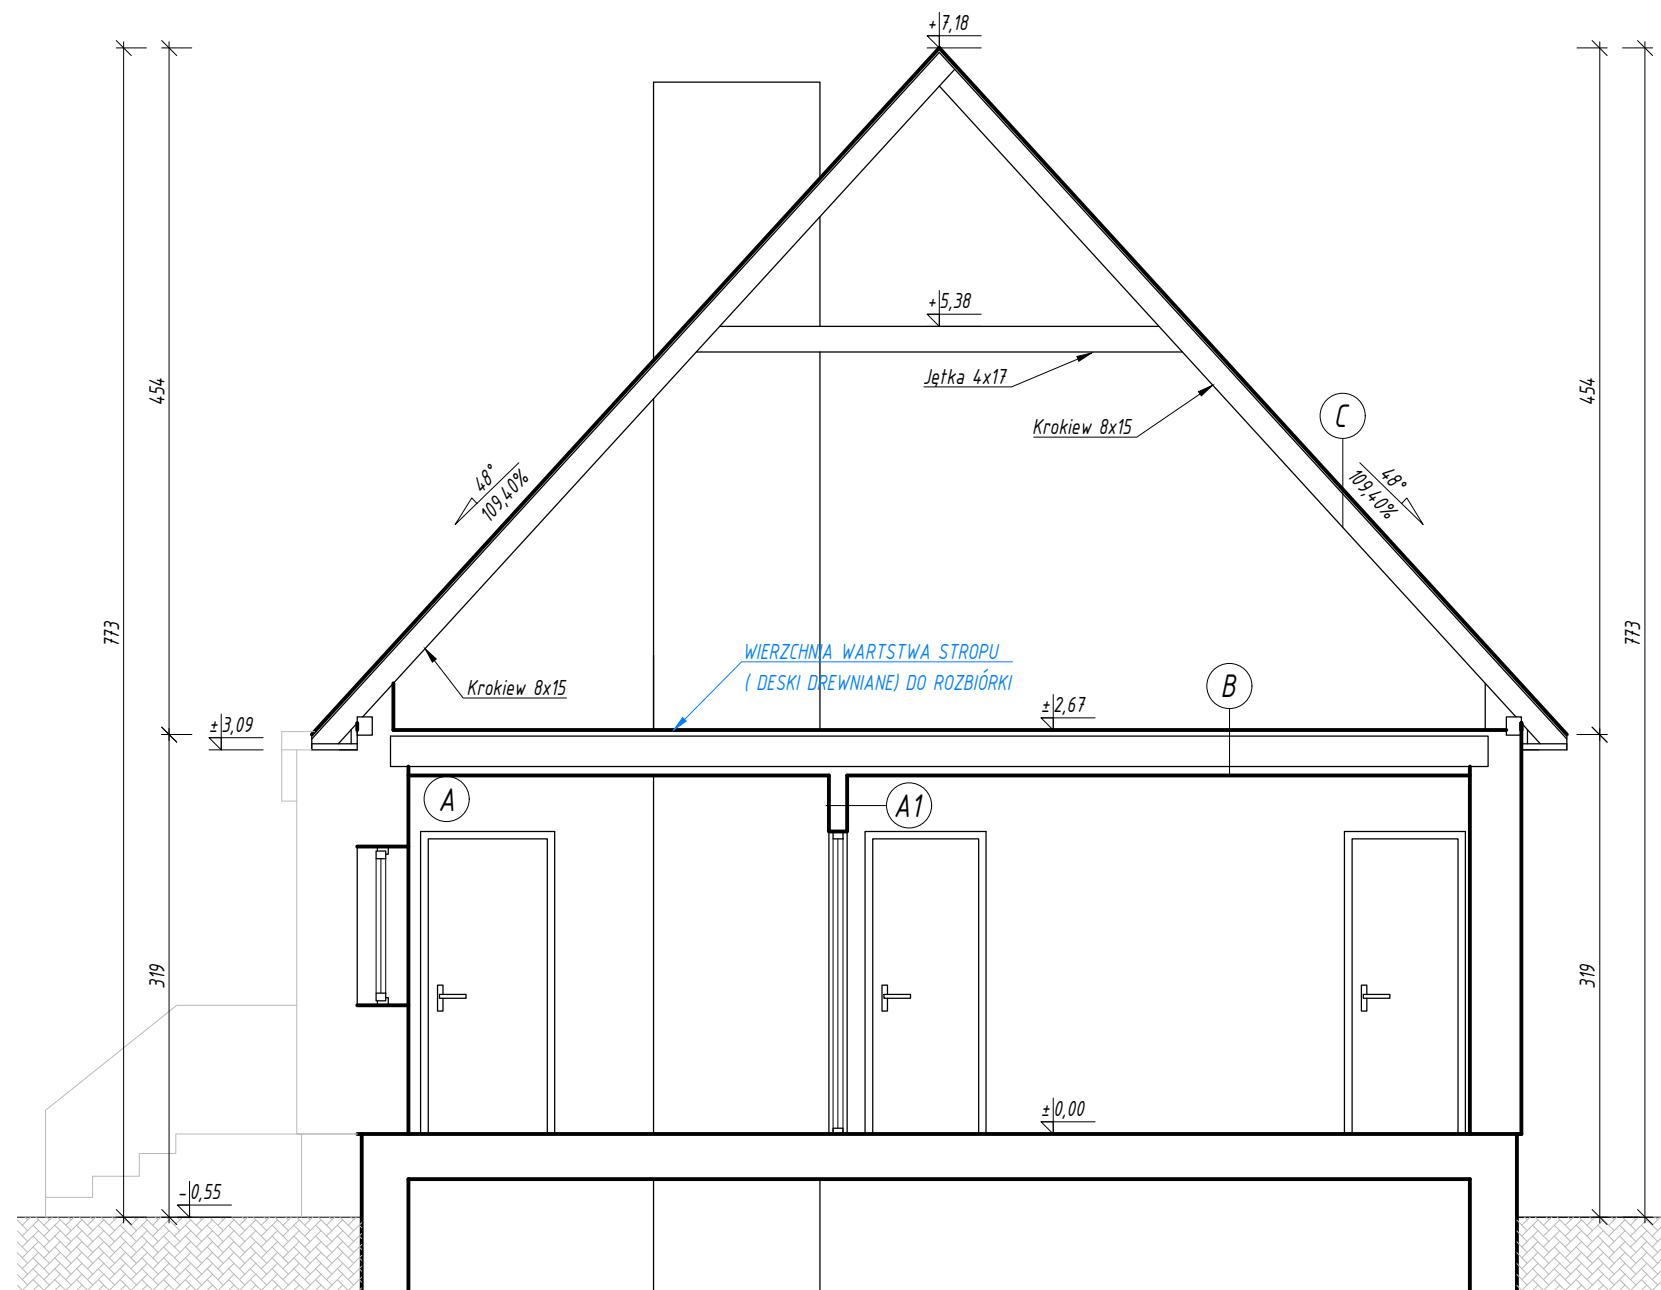 +7,18
+5,38
Jętka 4x17
Krokiew 8x15
C
454
454
48°
109,40%
48°
109,40%
773
773
WIERZCHNIA WARTSTWA STROPU
( DESKI DREWNIANE) DO ROZBIÓRKI
Krokiew 8x15
B
±2,67
±3,09
A
A1
319
319
±0,00
-0,55